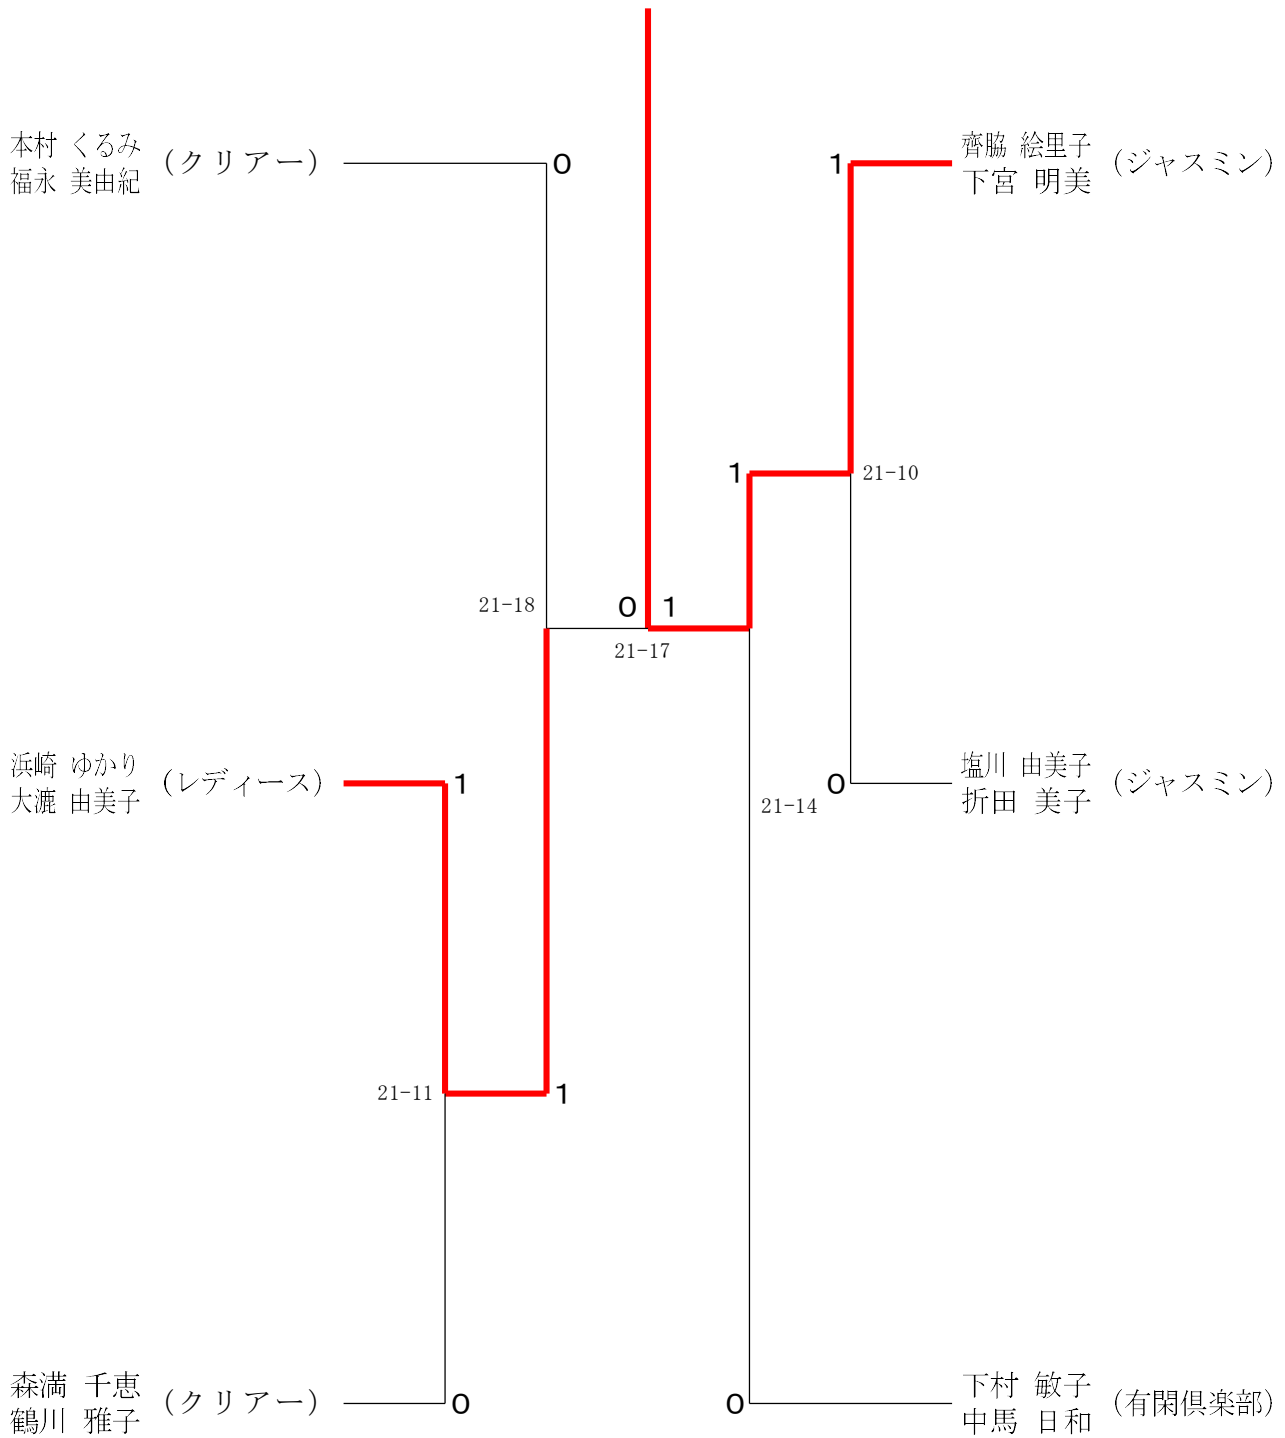 本村 くるみ
福永 美由紀
(クリアー)
0
1
齊脇 絵里子
下宮 明美
(ジャスミン)
1
21-10
21-18
0 1
21-17
浜崎 ゆかり
大漉 由美子
(レディース)
1
21-14
0
塩川 由美子
折田 美子
(ジャスミン)
21-11
1
森満 千恵
鶴川 雅子
(クリアー)
0
0
下村 敏子
中馬 日和
(有閑倶楽部)